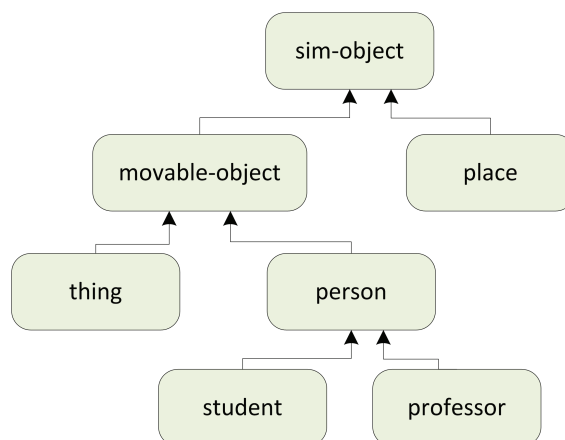 sim-object
movable-object
place
thing
person
student
professor